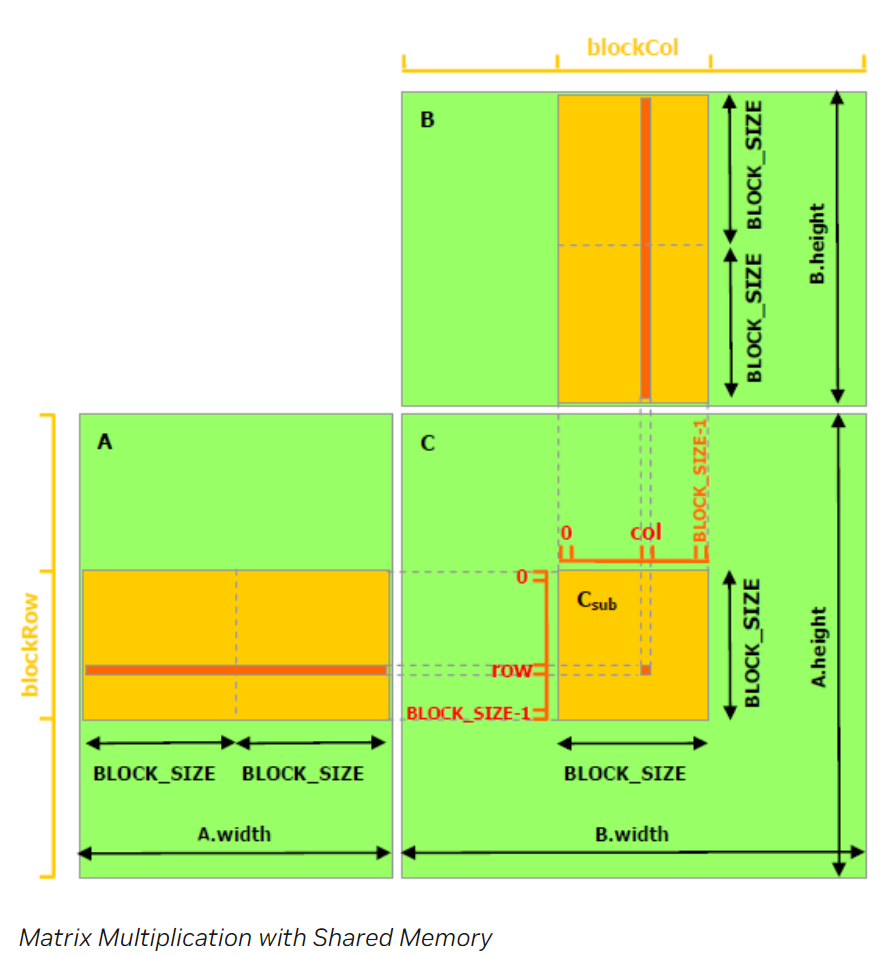 blockCol
B
BLOCK_SIZE
BLOCK_SIZE
B.height
A
C
BLOCK_SIZE-1
0
col
0
C_sub
row
BLOCK_SIZE-1
BLOCK_SIZE
A.height
blockRow
BLOCK_SIZE BLOCK_SIZE
BLOCK_SIZE
A.width
B.width
Matrix Multiplication with Shared Memory